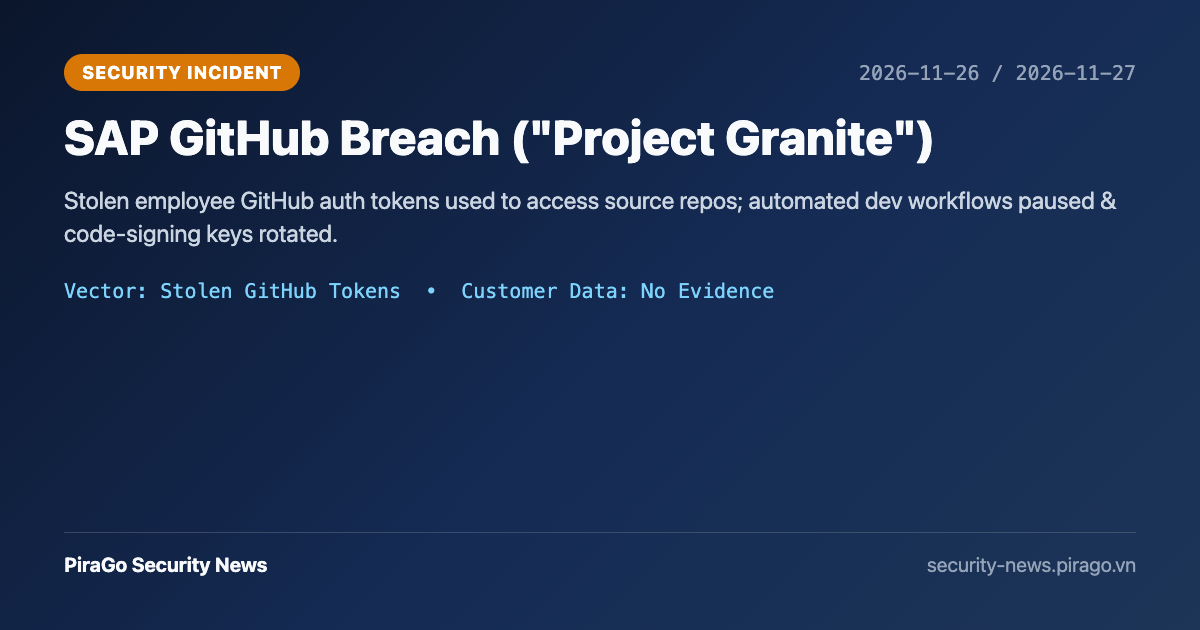 SECURITY INCIDENT
2026-11-26 / 2026-11-27
SAP GitHub Breach ("Project Granite")
Stolen employee GitHub auth tokens used to access source repos; automated dev workflows paused &
code-signing keys rotated.
Vector: Stolen GitHub Tokens • Customer Data: No Evidence
PiraGo Security News
security-news.pirago.vn